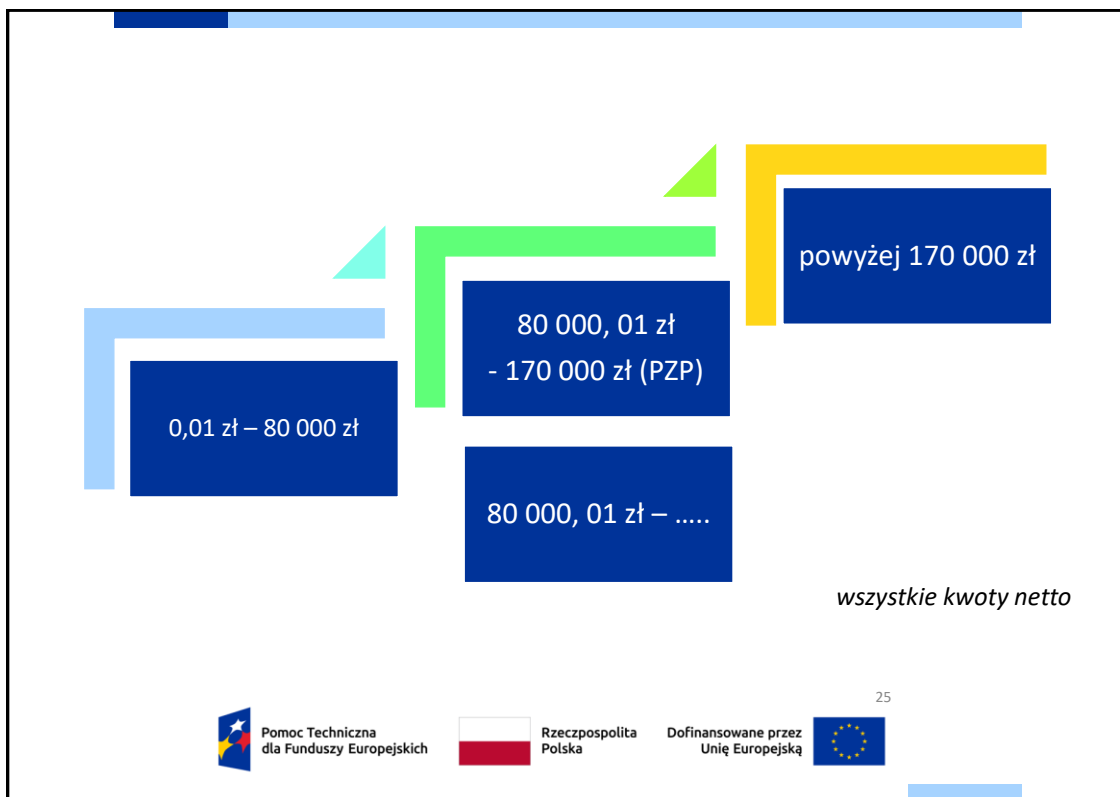 powyżej 170 000 zł
80 000, 01 zł
- 170 000 zł (PZP)
0,01 zł – 80 000 zł
80 000, 01 zł – …..
wszystkie kwoty netto
25
Pomoc Techniczna
dla Funduszy Europejskich
Rzeczpospolita
Polska
Dofinansowane przez
Unię Europejską